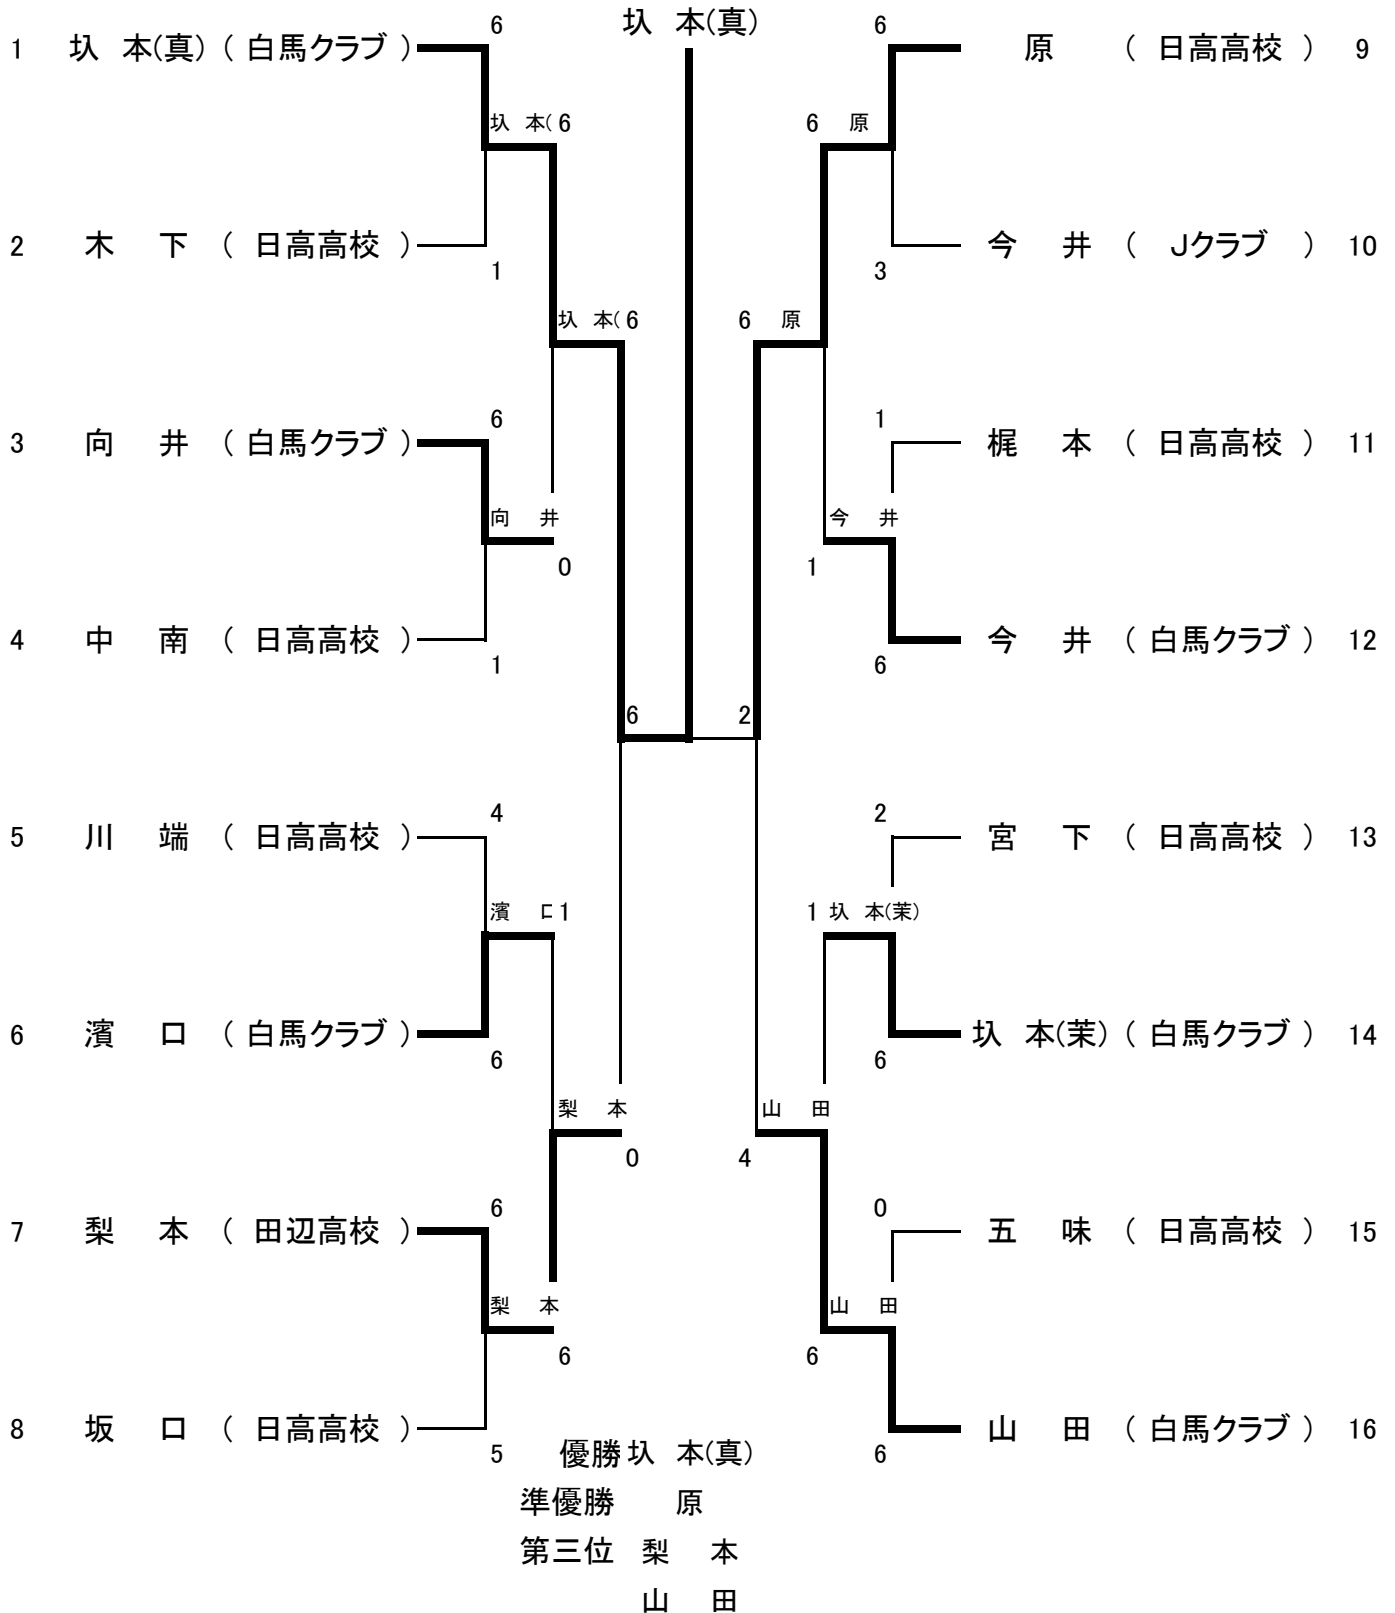 圦 本(真)
1 圦 本(真) ( 白馬クラブ ) 6
2 木 下 ( 日高高校 ) 1
圦 本( 6
3 向 井 ( 白馬クラブ ) 6
4 中 南 ( 日高高校 ) 1
向 井 0
圦 本( 6
5 川 端 ( 日高高校 ) 4
6 濱 口 ( 白馬クラブ ) 6
濱 1
7 梨 本 ( 田辺高校 ) 6
8 坂 口 ( 日高高校 ) 5
梨 本 6
梨 本 0
6 2
6 原 ( 日高高校 ) 9
3 今 井 ( Jクラブ ) 10
6 原
1 梶 本 ( 日高高校 ) 11
6 今 井 ( 白馬クラブ ) 12
1 今 井
6 原
2 宮 下 ( 日高高校 ) 13
6 圦 本(茉) ( 白馬クラブ ) 14
1 圦 本(茉)
0 五 味 ( 日高高校 ) 15
6 山 田 ( 白馬クラブ ) 16
6 山 田
4 山 田
優勝 圦 本(真)
準優勝 原
第三位 梨 本
山 田